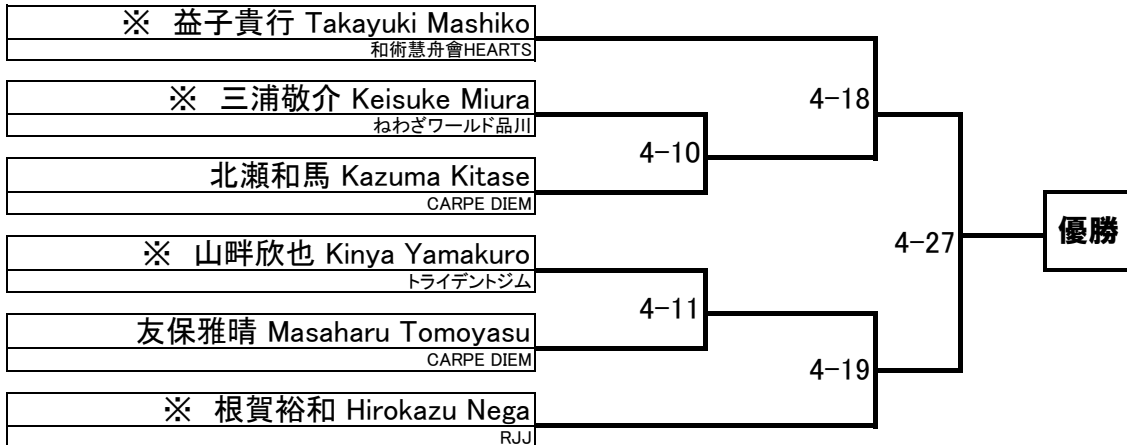 ※ 益子貴行 Takayuki Mashiko
和術慧舟會HEARTS
※ 三浦敬介 Keisuke Miura
ねわざワールド品川
北瀬和馬 Kazuma Kitase
CARPE DIEM
※ 山畔欣也 Kinya Yamakuro
トライデントジム
友保雅晴 Masaharu Tomoyasu
CARPE DIEM
※ 根賀裕和 Hirokazu Nega
RJJ
4-10
4-11
4-18
4-19
4-27
優勝